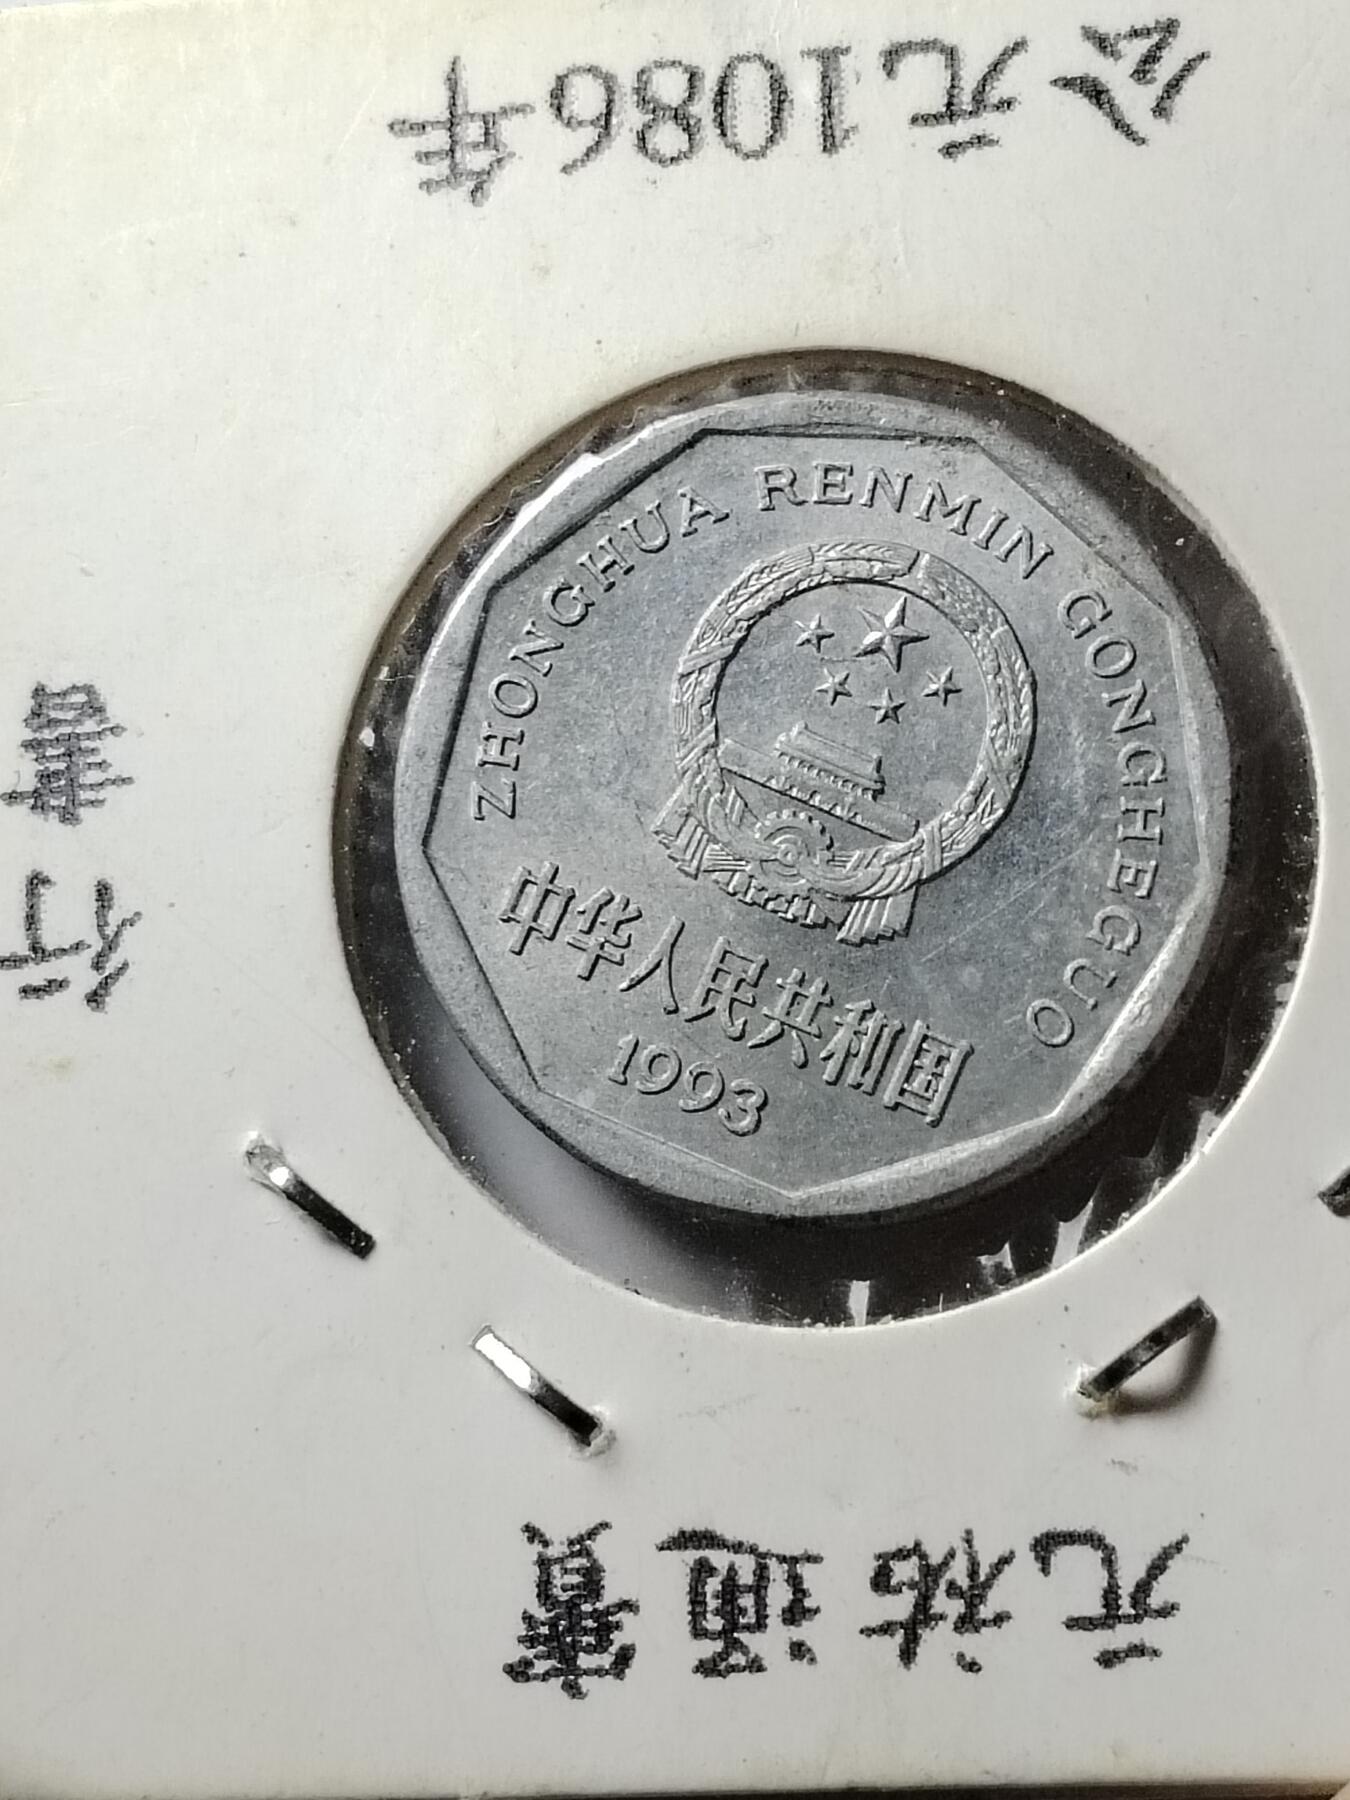 ZHONGHUA RENMIN GONGHEGUO
中华人民共和国
1993
元祐通寶
行書
公元1086年